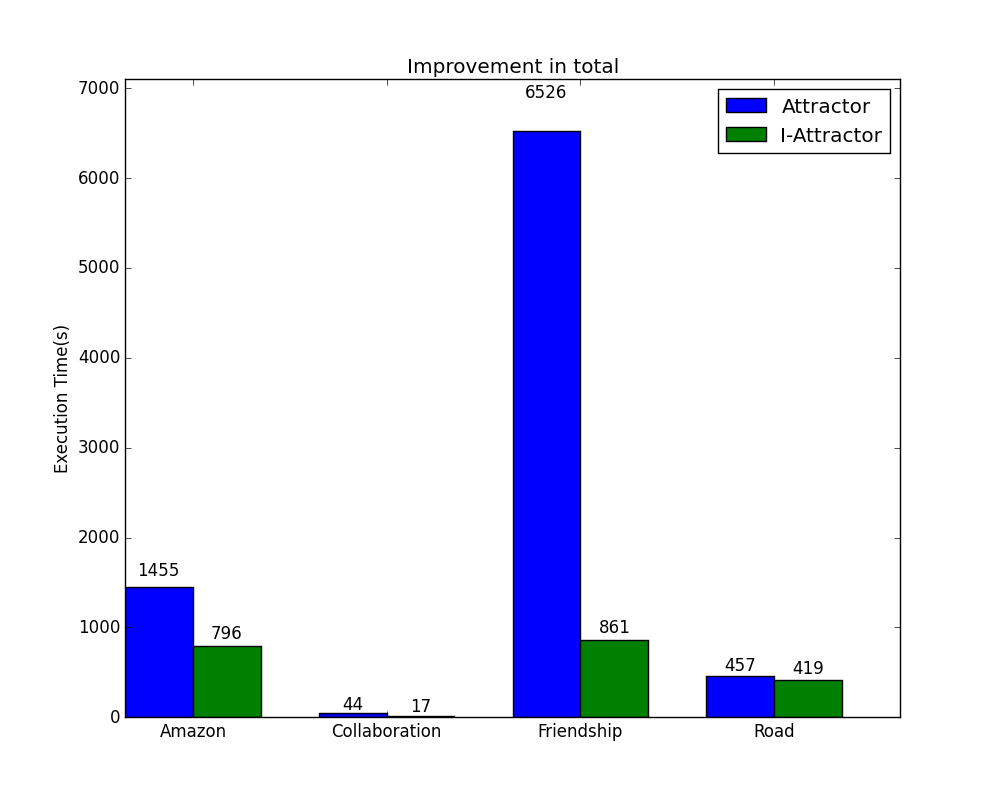 Improvement in total
Attractor
I-Attractor
Execution Time(s)
7000
6000
5000
4000
3000
2000
1000
0
1455
796
44
17
6526
861
457
419
Amazon
Collaboration
Friendship
Road